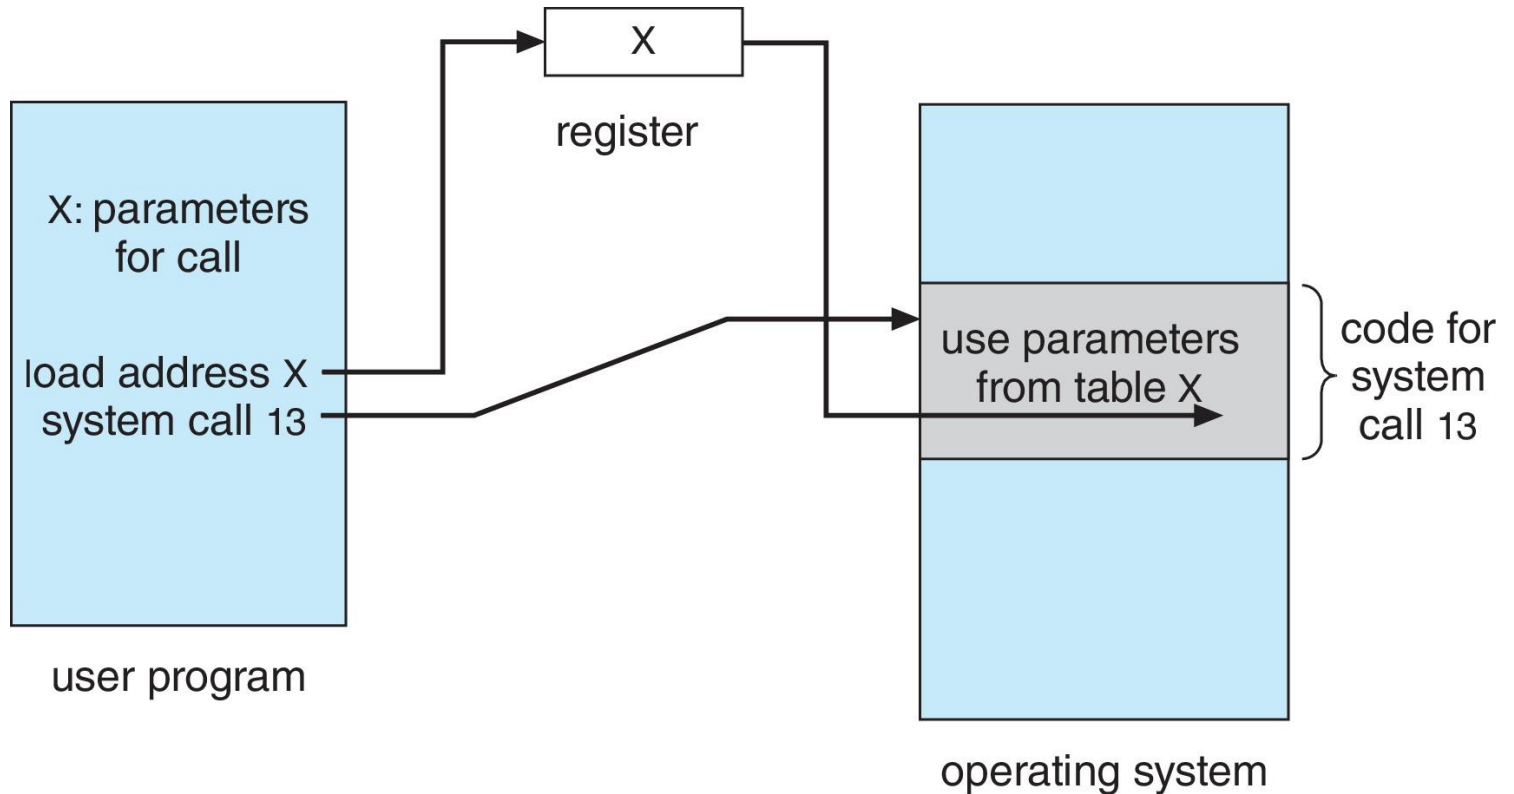 X
register
X: parameters
for call
load address X
system call 13
user program
use parameters
from table X
code for
system
call 13
operating system